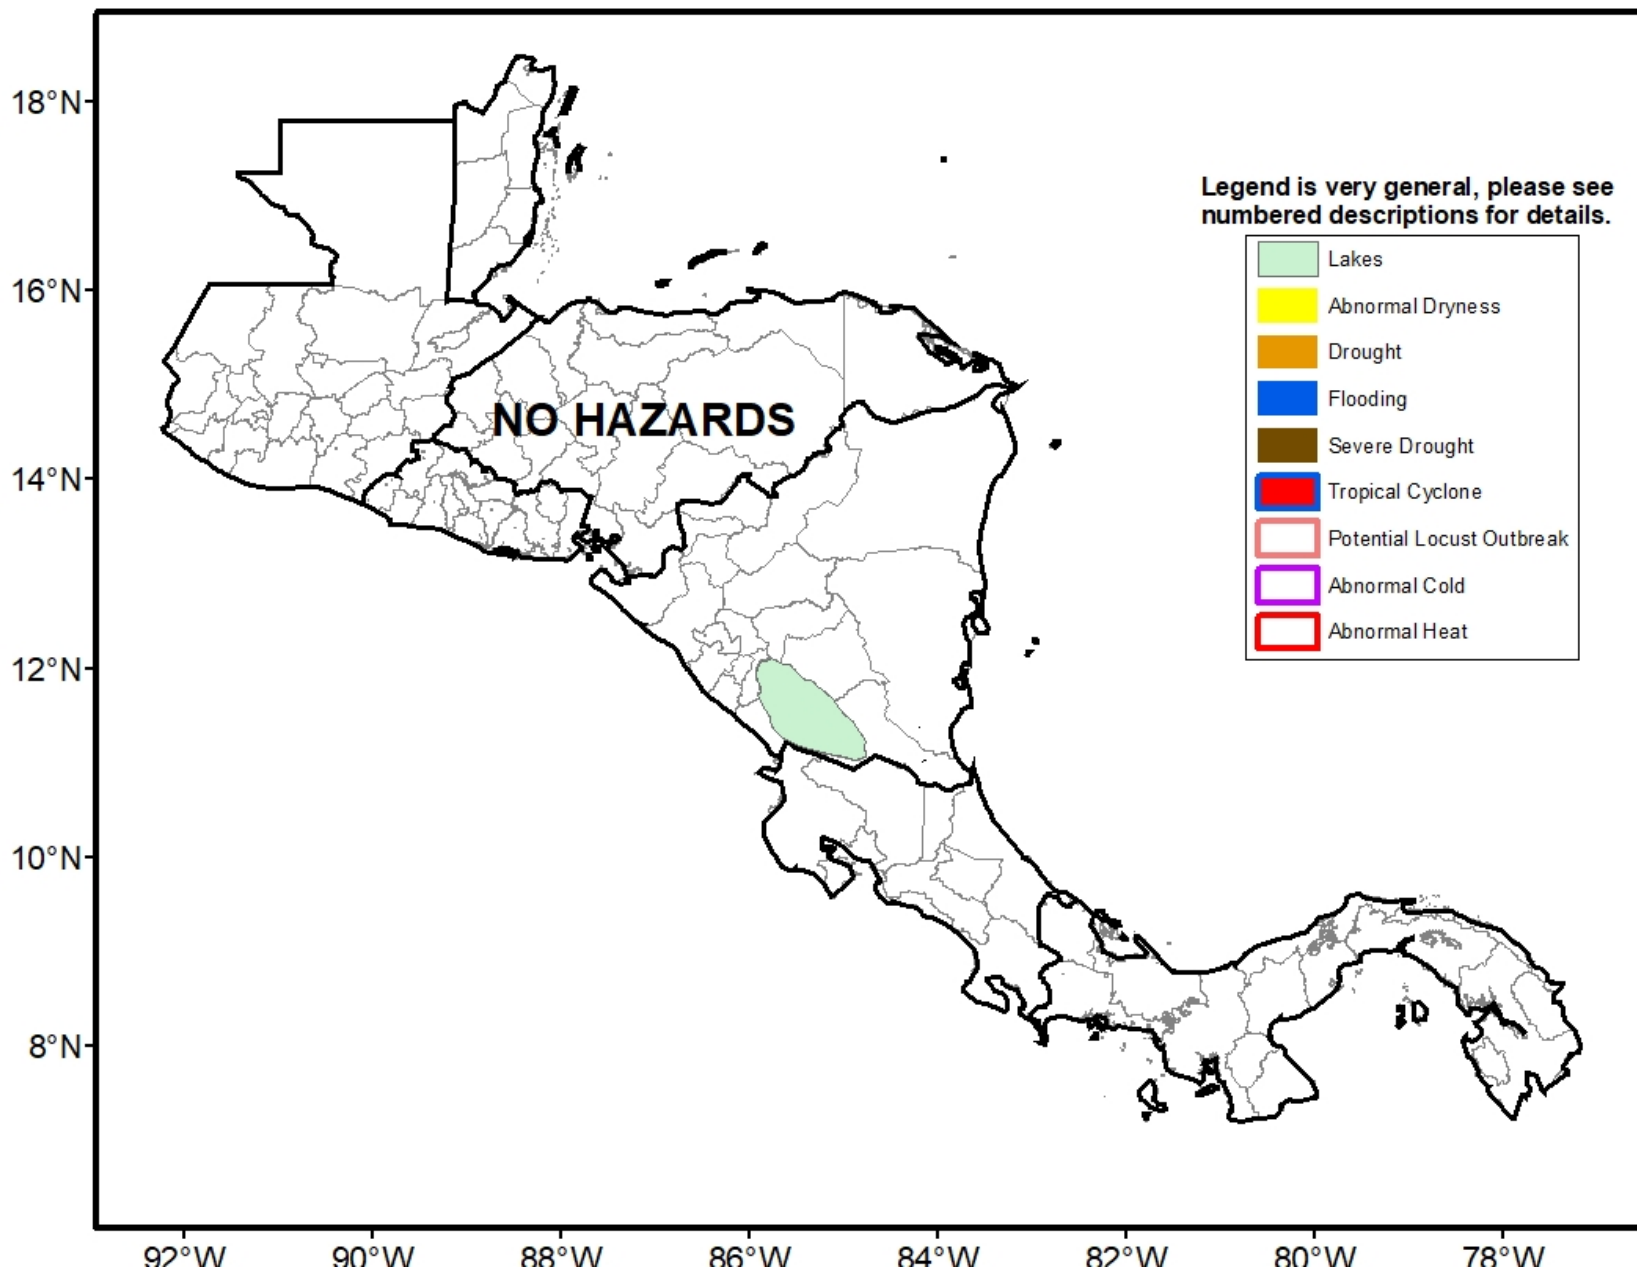 18°N
16°N
14°N
12°N
10°N
8°N
Legend is very general, please see
numbered descriptions for details.
Lakes
Abnormal Dryness
Drought
Flooding
Severe Drought
Tropical Cyclone
Potential Locust Outbreak
Abnormal Cold
Abnormal Heat
NO HAZARDS
92°W 90°W 88°W 86°W 84°W 82°W 80°W 78°W